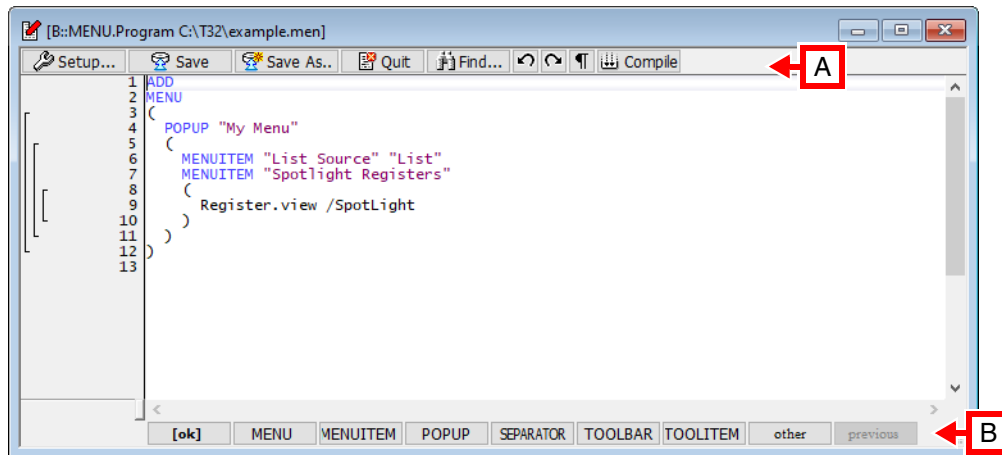 [B::MENU.Program C:\T32\example.men]
Setup... Save Save As.. Quit Find... ¶ Compile A
1 ADD
2 MENU
3 (
4 POPUP "My Menu"
5 (
6 MENUITEM "List Source" "List"
7 MENUITEM "Spotlight Registers"
8 (
9 Register.view /SpotLight
10 )
11 )
12 )
13
[ok] MENU MENUITEM POPUP SEPARATOR TOOLBAR TOOLITEM other previous B